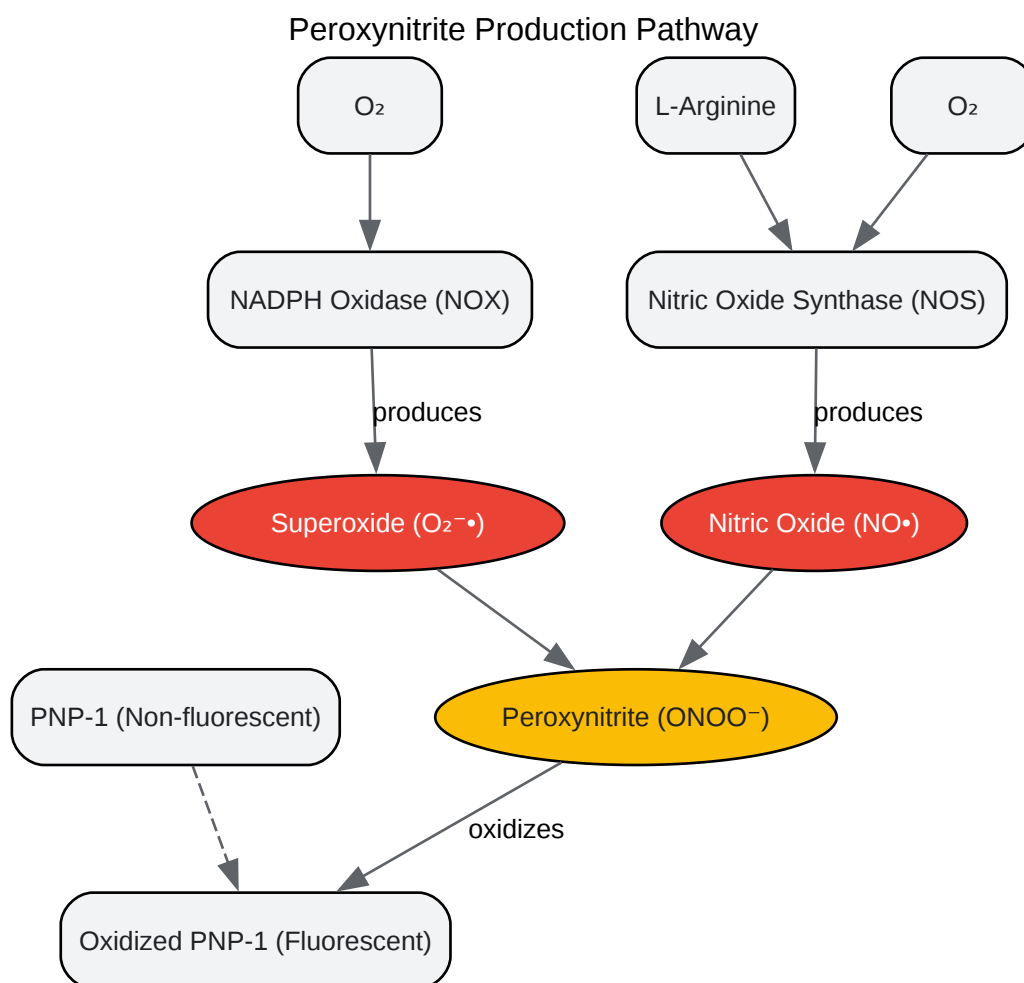 Peroxynitrite Production Pathway
O₂
L-Arginine
O₂
NADPH Oxidase (NOX)
Nitric Oxide Synthase (NOS)
produces
produces
Superoxide (O₂⁻•)
Nitric Oxide (NO•)
PNP-1 (Non-fluorescent)
Peroxynitrite (ONOO⁻)
oxidizes
Oxidized PNP-1 (Fluorescent)